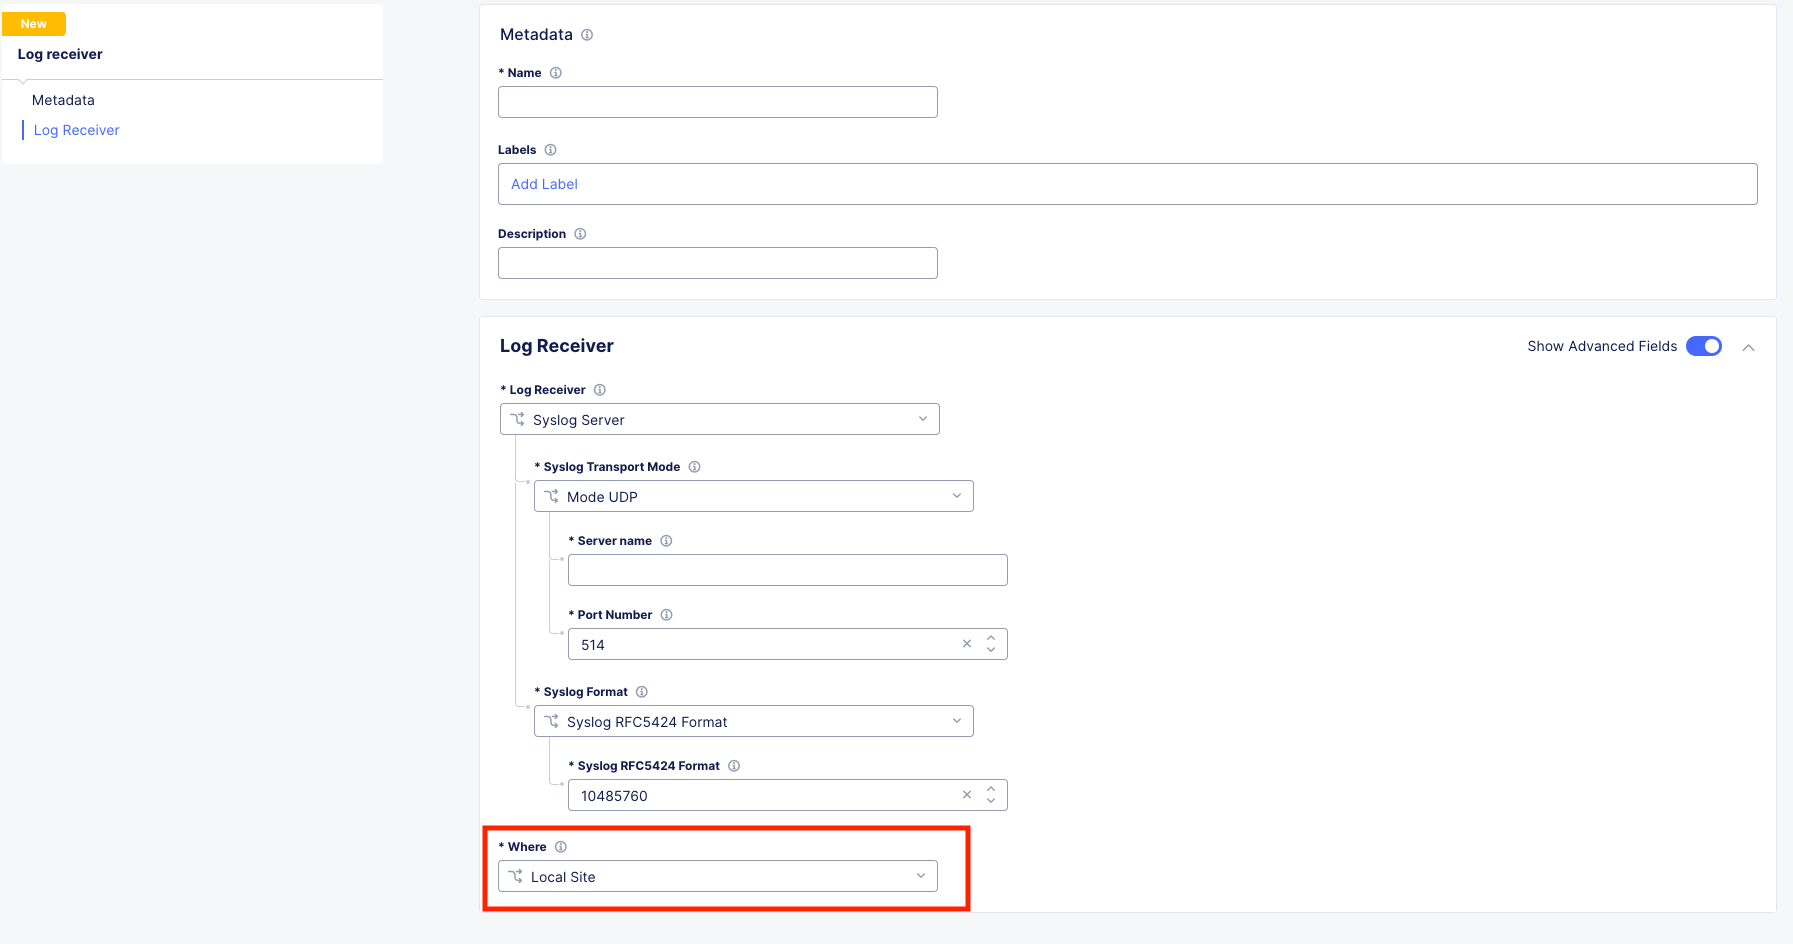 New
Log receiver
Metadata
Log Receiver
Metadata
* Name
Labels
Add Label
Description
Log Receiver
Show Advanced Fields
* Log Receiver
Syslog Server
* Syslog Transport Mode
Mode UDP
* Server name
* Port Number
514
* Syslog Format
Syslog RFC5424 Format
* Syslog RFC5424 Format
10485760
* Where
Local Site